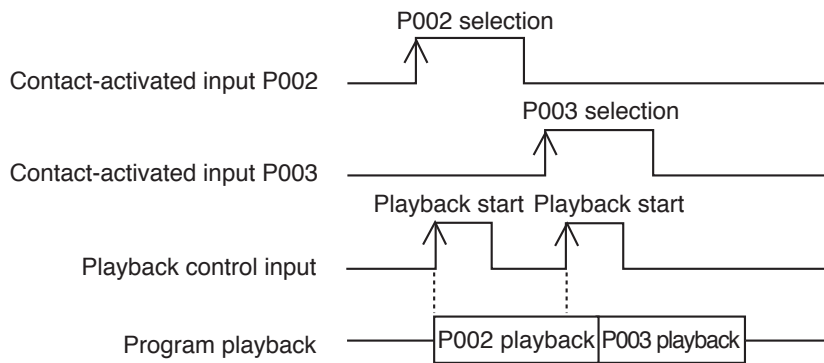 P002 selection
Contact-activated input P002
P003 selection
Contact-activated input P003
Playback start Playback start
Playback control input
Program playback P002 playback P003 playback